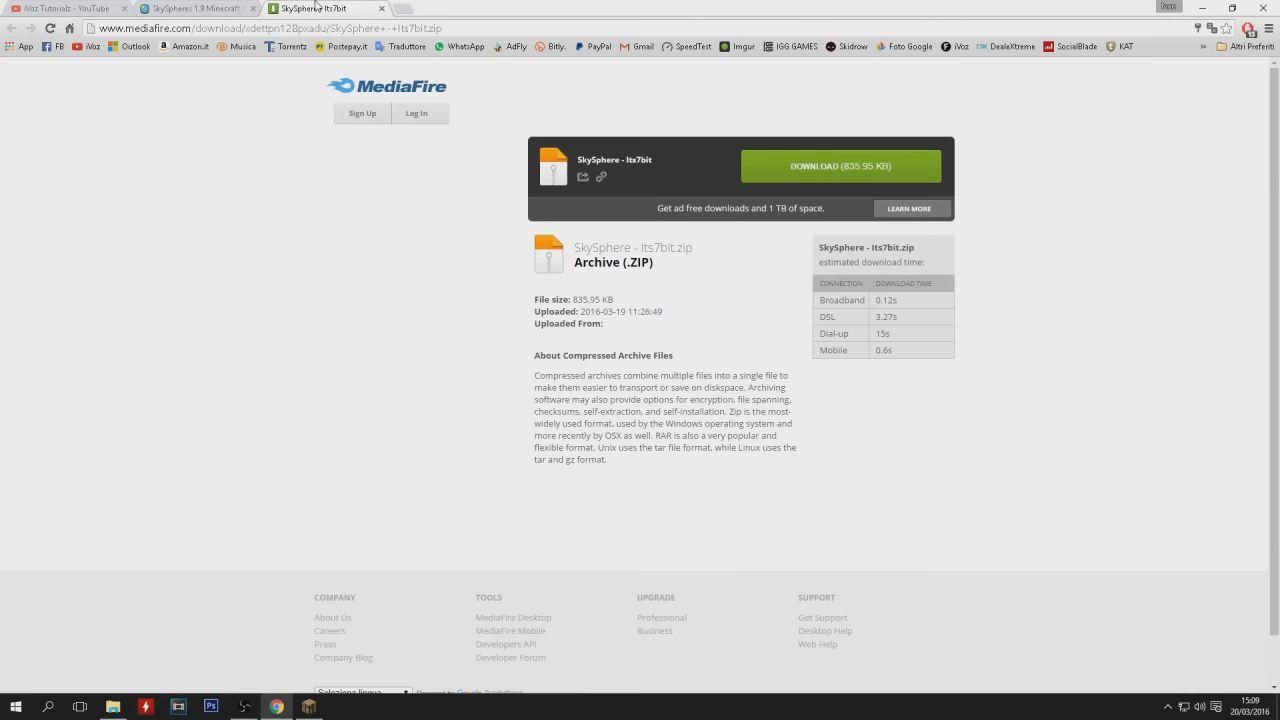 iVoz Tutorialz - YouTube
SkySpheres 1.9 Minecraft
www.mediafire.com/download/xdettpn128pxadu/SkySphere+-+Its7bit.zip
App
FB
iVoz
Outlook
Amazon.it
Musica
Torrentz
PT
Postepay.it
Traduttore
WhatsApp
AdFly
Bitly.
PayPal
Gmail
SpeedTest
Imgur
IGG GAMES
Skidrow
Foto Google
iVoz
DealeXtreme
SocialBlade
KAT
»
Altri Preferiti
MediaFire
Sign Up
Log In
SkySphere - Its7bit
DOWNLOAD (835.95 KB)
Get ad free downloads and 1 TB of space.
LEARN MORE
SkySphere - Its7bit.zip
Archive (.ZIP)
File size: 835.95 KB
Uploaded: 2016-03-19 11:26:49
Uploaded From:
About Compressed Archive Files
Compressed archives combine multiple files into a single file to
make them easier to transport or save on diskspace. Archiving
software may also provide options for encryption, file spanning,
checksums, self-extraction, and self-installation. Zip is the most-
widely used format, used by the Windows operating system and
more recently by OSX as well. RAR is also a very popular and
flexible format. Unix uses the tar file format, while Linux uses the
tar and gz format.
SkySphere - Its7bit.zip
estimated download time:
CONNECTION DOWNLOAD TIME
Broadband 0.12s
DSL 3.27s
Dial-up 15s
Mobile 0.6s
COMPANY
About Us
Careers
Press
Company Blog
TOOLS
MediaFire Desktop
MediaFire Mobile
Developers API
Developer Forum
UPGRADE
Professional
Business
SUPPORT
Get Support
Desktop Help
Web Help
Seleziona lingua
Powered by Google Traduttore
15:09
20/03/2016